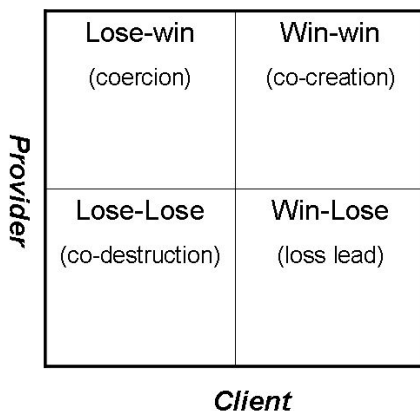 Lose-win
(coercion)
Win-win
(co-creation)
Provider
Lose-Lose
(co-destruction)
Win-Lose
(loss lead)
Client